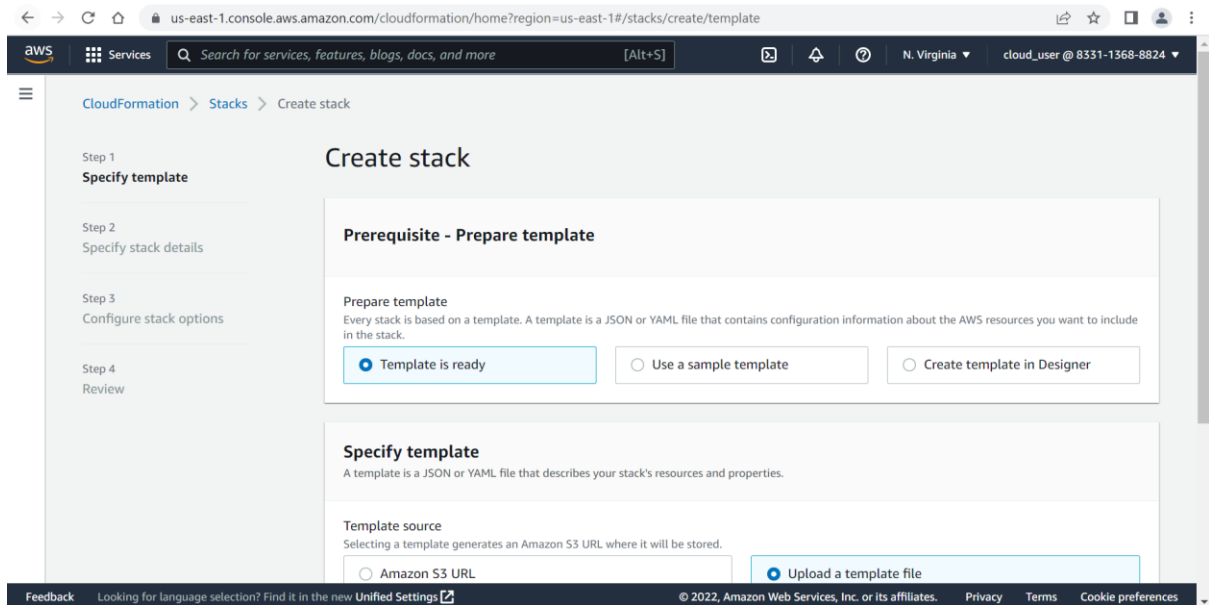 us-east-1.console.aws.amazon.com/cloudformation/home?region=us-east-1#/stacks/create/template
aws
Services
Search for services, features, blogs, docs, and more
[Alt+S]
N. Virginia
cloud_user @ 8331-1368-8824
CloudFormation
Stacks
Create stack
Step 1
Specify template
Step 2
Specify stack details
Step 3
Configure stack options
Step 4
Review
Create stack
Prerequisite - Prepare template
Prepare template
Every stack is based on a template. A template is a JSON or YAML file that contains configuration information about the AWS resources you want to include
in the stack.
Template is ready
Use a sample template
Create template in Designer
Specify template
A template is a JSON or YAML file that describes your stack's resources and properties.
Template source
Selecting a template generates an Amazon S3 URL where it will be stored.
Amazon S3 URL
Upload a template file
Feedback
Looking for language selection? Find it in the new Unified Settings
© 2022, Amazon Web Services, Inc. or its affiliates.
Privacy
Terms
Cookie preferences